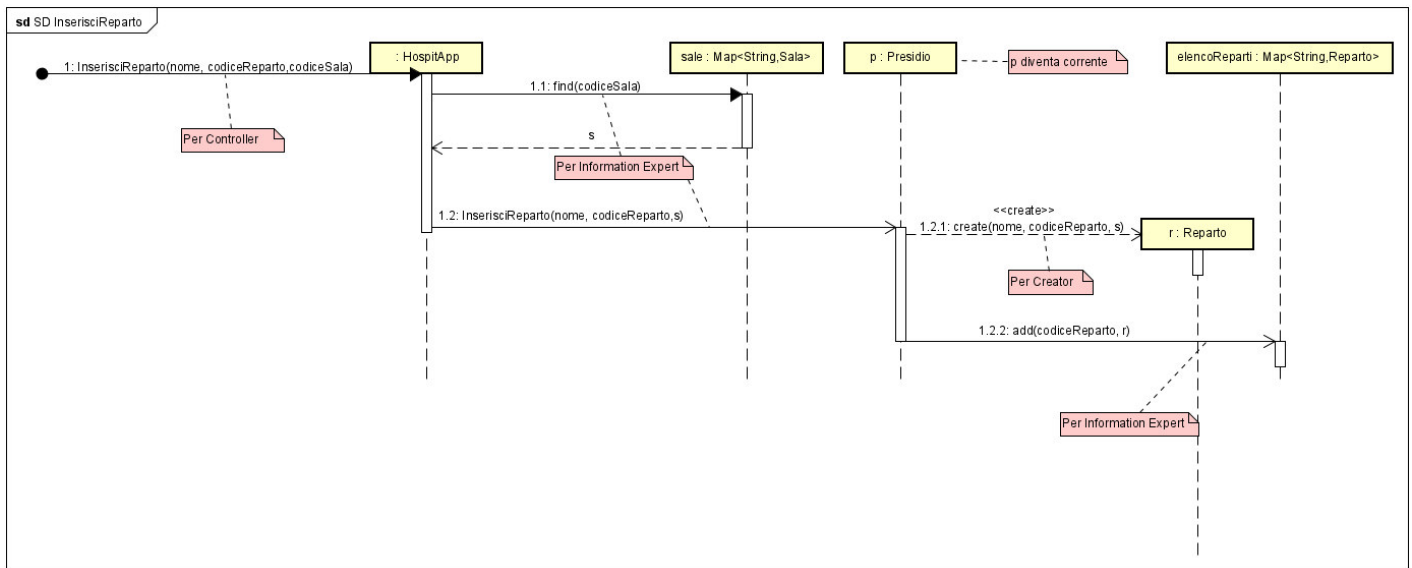 sd SD InserisciReparto
: HospitApp
sale : Map<String,Sala>
p : Presidio
p diventa corrente
elencoReparti : Map<String,Reparto>
1: InserisciReparto(nome, codiceReparto,codiceSala)
1.1: find(codiceSala)
Per Controller
s
Per Information Expert
1.2: InserisciReparto(nome, codiceReparto,s)
<<create>>
1.2.1: create(nome, codiceReparto, s)
r : Reparto
Per Creator
1.2.2: add(codiceReparto, r)
Per Information Expert